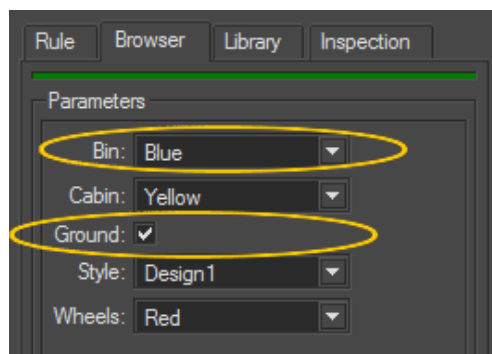 Rule Browser Library Inspection
Parameters
Bin: Blue
Cabin: Yellow
Ground:
Style: Design1
Wheels: Red